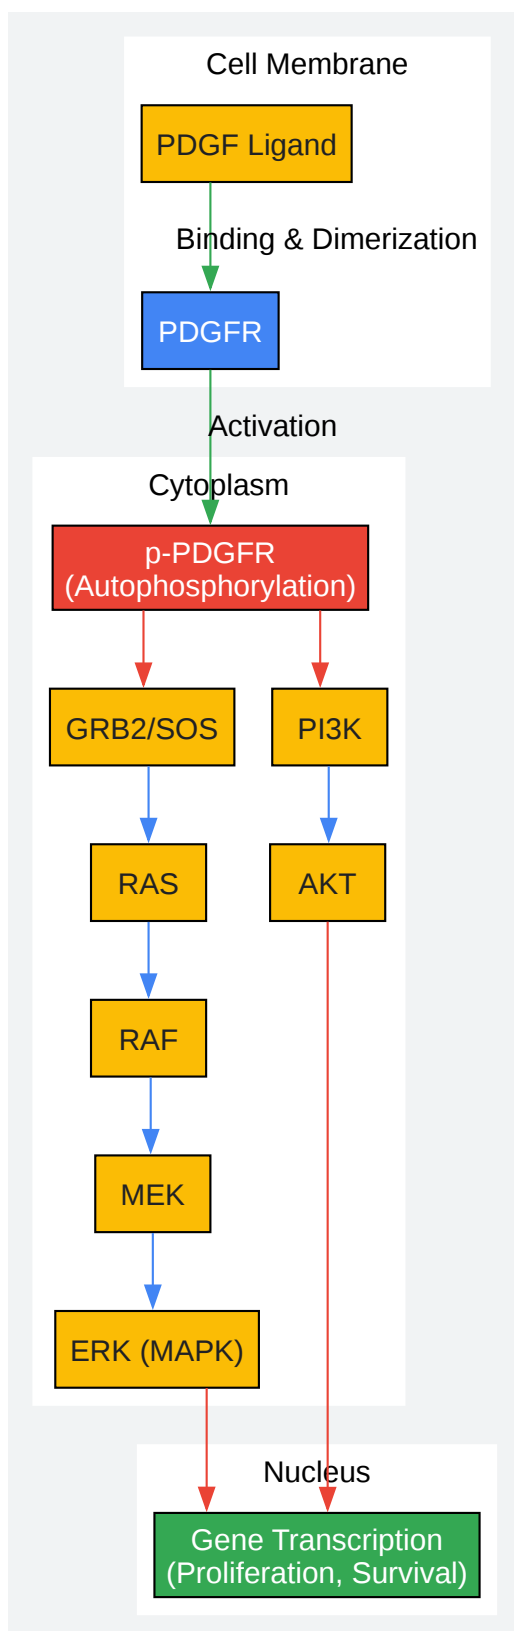 Cell Membrane
PDGF Ligand
Binding & Dimerization
PDGFR
Activation
Cytoplasm
p-PDGFR
(Autophosphorylation)
GRB2/SOS
PI3K
RAS
AKT
RAF
MEK
ERK (MAPK)
Nucleus
Gene Transcription
(Proliferation, Survival)